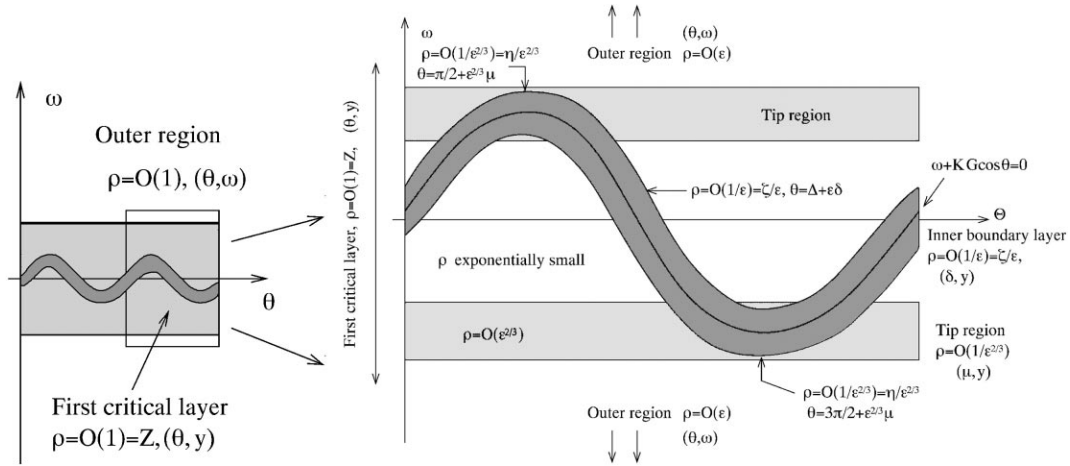 ω
Outer region
ρ=O(1), (θ,ω)
θ
First critical layer
ρ=O(1)=Z, (θ, y)
First critical layer, ρ=O(1)=Z, (θ, y)
ω
ρ=O(1/ε^{2/3})=η/ε^{2/3}
θ=π/2+ε^{2/3}μ
(θ,ω)
Outer region ρ=O(ε)
Tip region
ρ=O(1/ε)=ζ/ε, θ=Δ+εδ
ω+KGcosθ=0
Θ
Inner boundary layer
ρ=O(1/ε)=ζ/ε,
(δ, y)
ρ exponentially small
ρ=O(ε^{2/3})
Tip region
ρ=O(1/ε^{2/3})
(μ, y)
ρ=O(1/ε^{2/3})=η/ε^{2/3}
θ=3π/2+ε^{2/3}μ
Outer region ρ=O(ε)
(θ,ω)